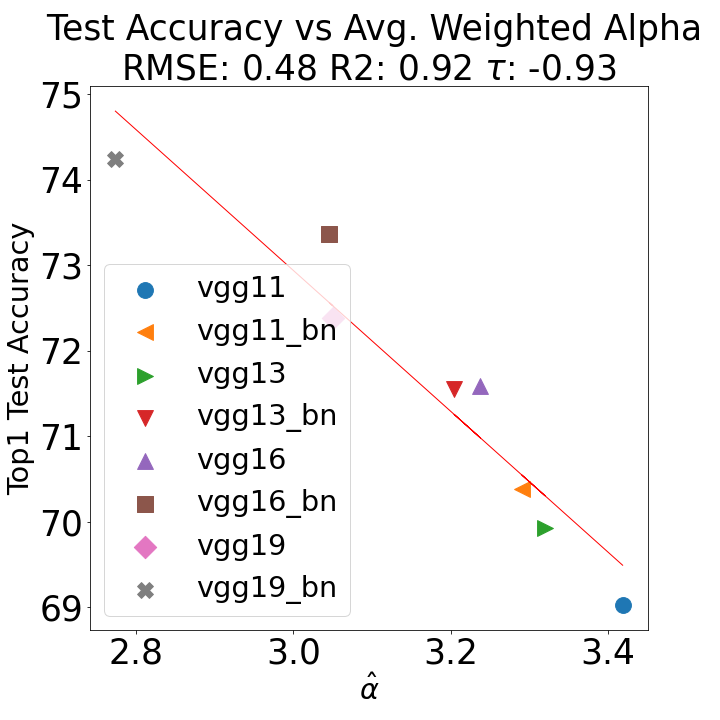 Test Accuracy vs Avg. Weighted Alpha
RMSE: 0.48 R2: 0.92 τ: -0.93
75
74
73
72
71
70
69
Top1 Test Accuracy
vgg11
vgg11_bn
vgg13
vgg13_bn
vgg16
vgg16_bn
vgg19
vgg19_bn
2.8 3.0 3.2 3.4
α̂